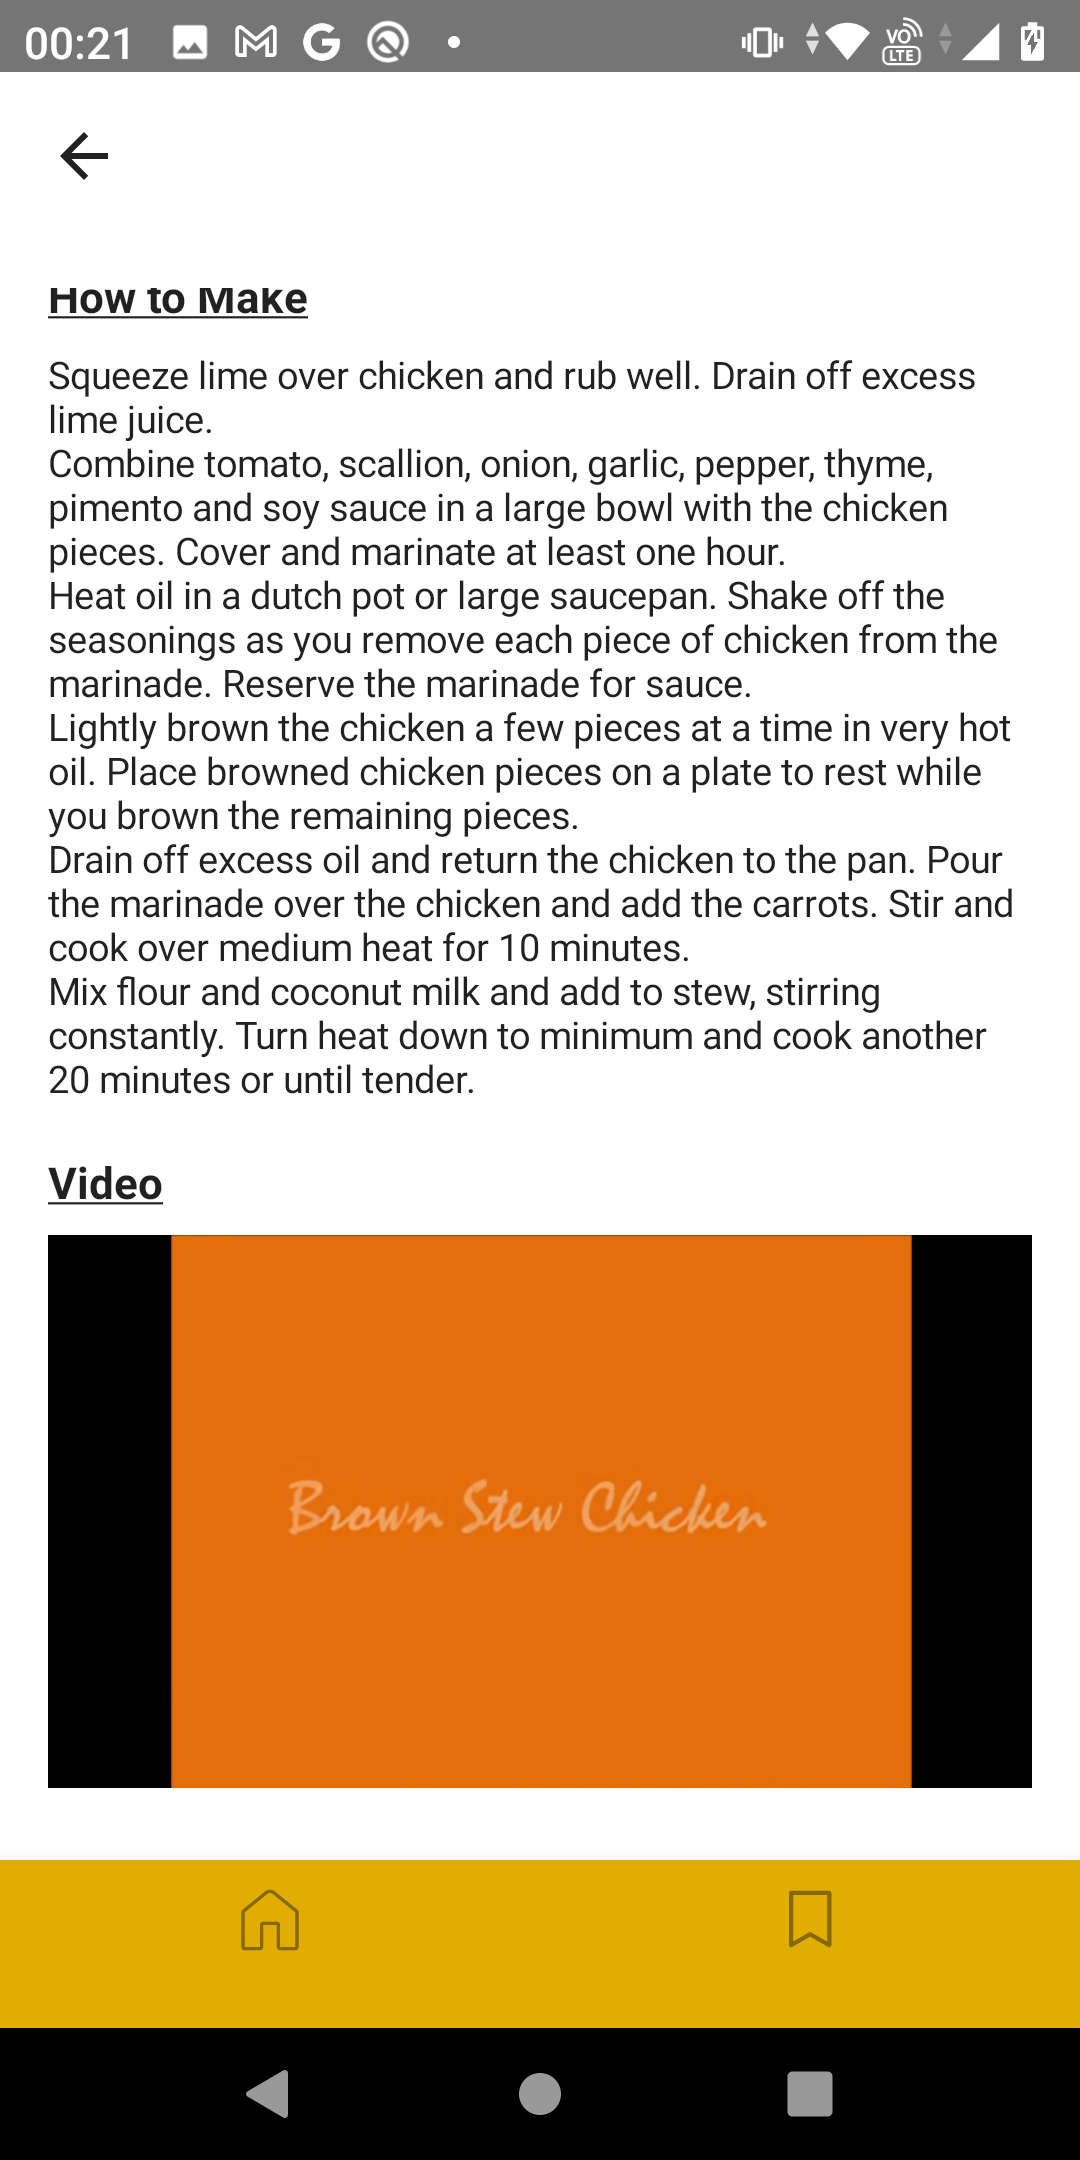 00:21
VO
LTE
How to Make
Squeeze lime over chicken and rub well. Drain off excess
lime juice.
Combine tomato, scallion, onion, garlic, pepper, thyme,
pimento and soy sauce in a large bowl with the chicken
pieces. Cover and marinate at least one hour.
Heat oil in a dutch pot or large saucepan. Shake off the
seasonings as you remove each piece of chicken from the
marinade. Reserve the marinade for sauce.
Lightly brown the chicken a few pieces at a time in very hot
oil. Place browned chicken pieces on a plate to rest while
you brown the remaining pieces.
Drain off excess oil and return the chicken to the pan. Pour
the marinade over the chicken and add the carrots. Stir and
cook over medium heat for 10 minutes.
Mix flour and coconut milk and add to stew, stirring
constantly. Turn heat down to minimum and cook another
20 minutes or until tender.
Video
Brown Stew Chicken